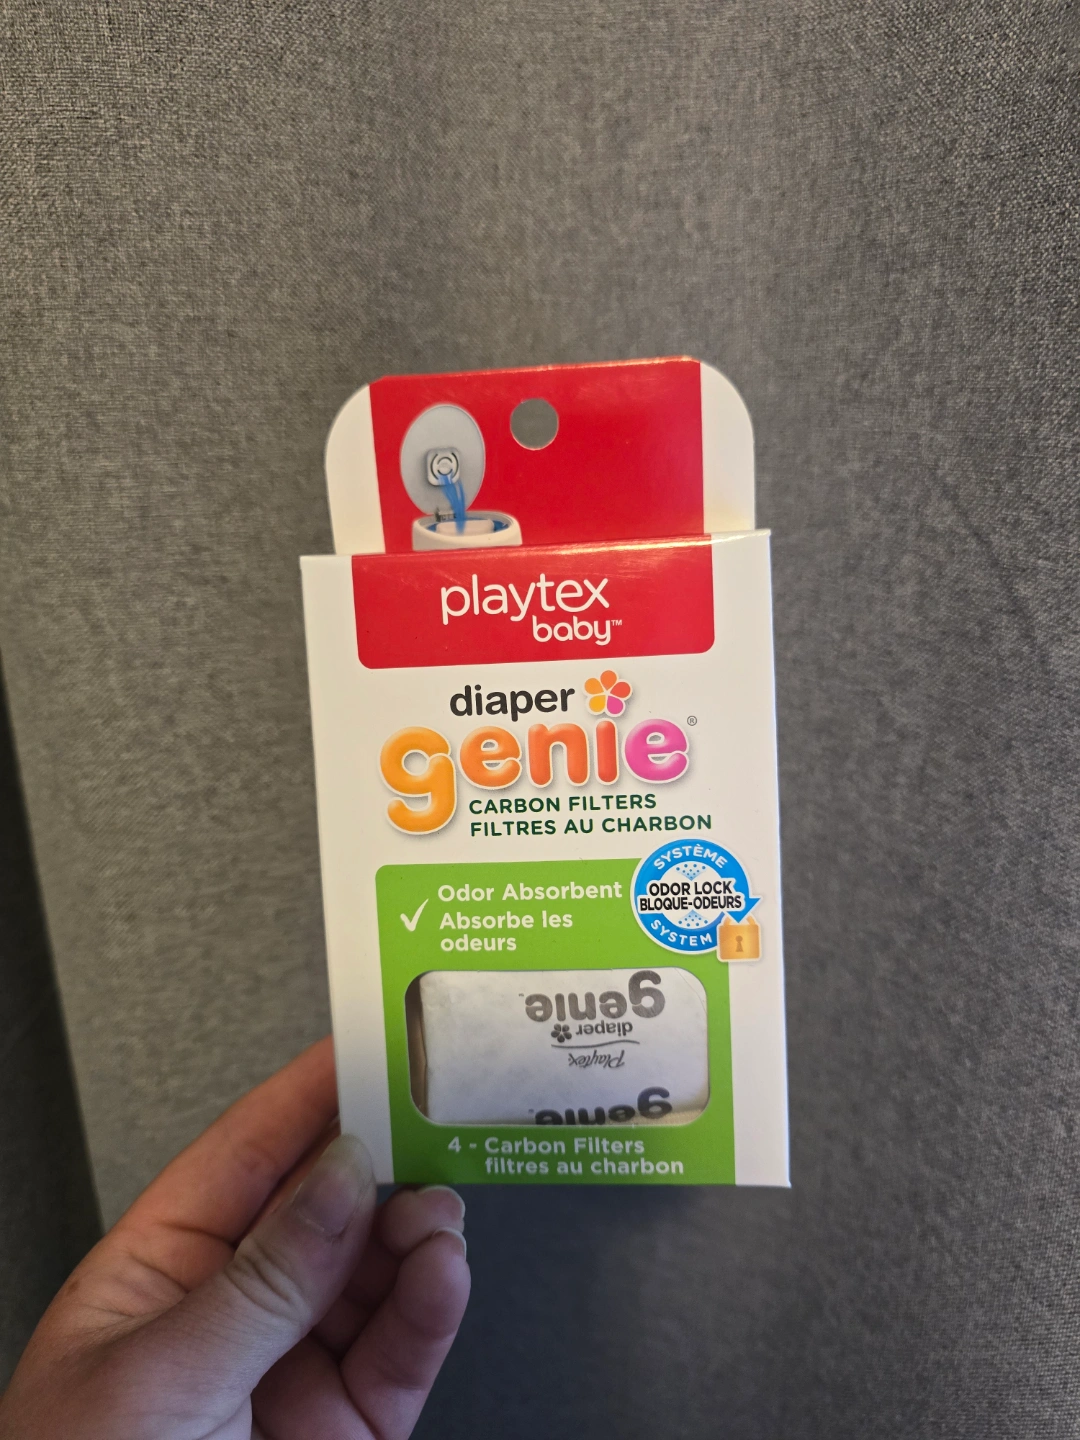 playtex
baby™
diaper
genie®
CARBON FILTERS
FILTRES AU CHARBON
SYSTÈME
ODOR LOCK
BLOQUE-ODEURS
SYSTEM
Odor Absorbent
Absorbe les
odeurs
genie
diaper
Playtex
genie
4 - Carbon Filters
filtres au charbon